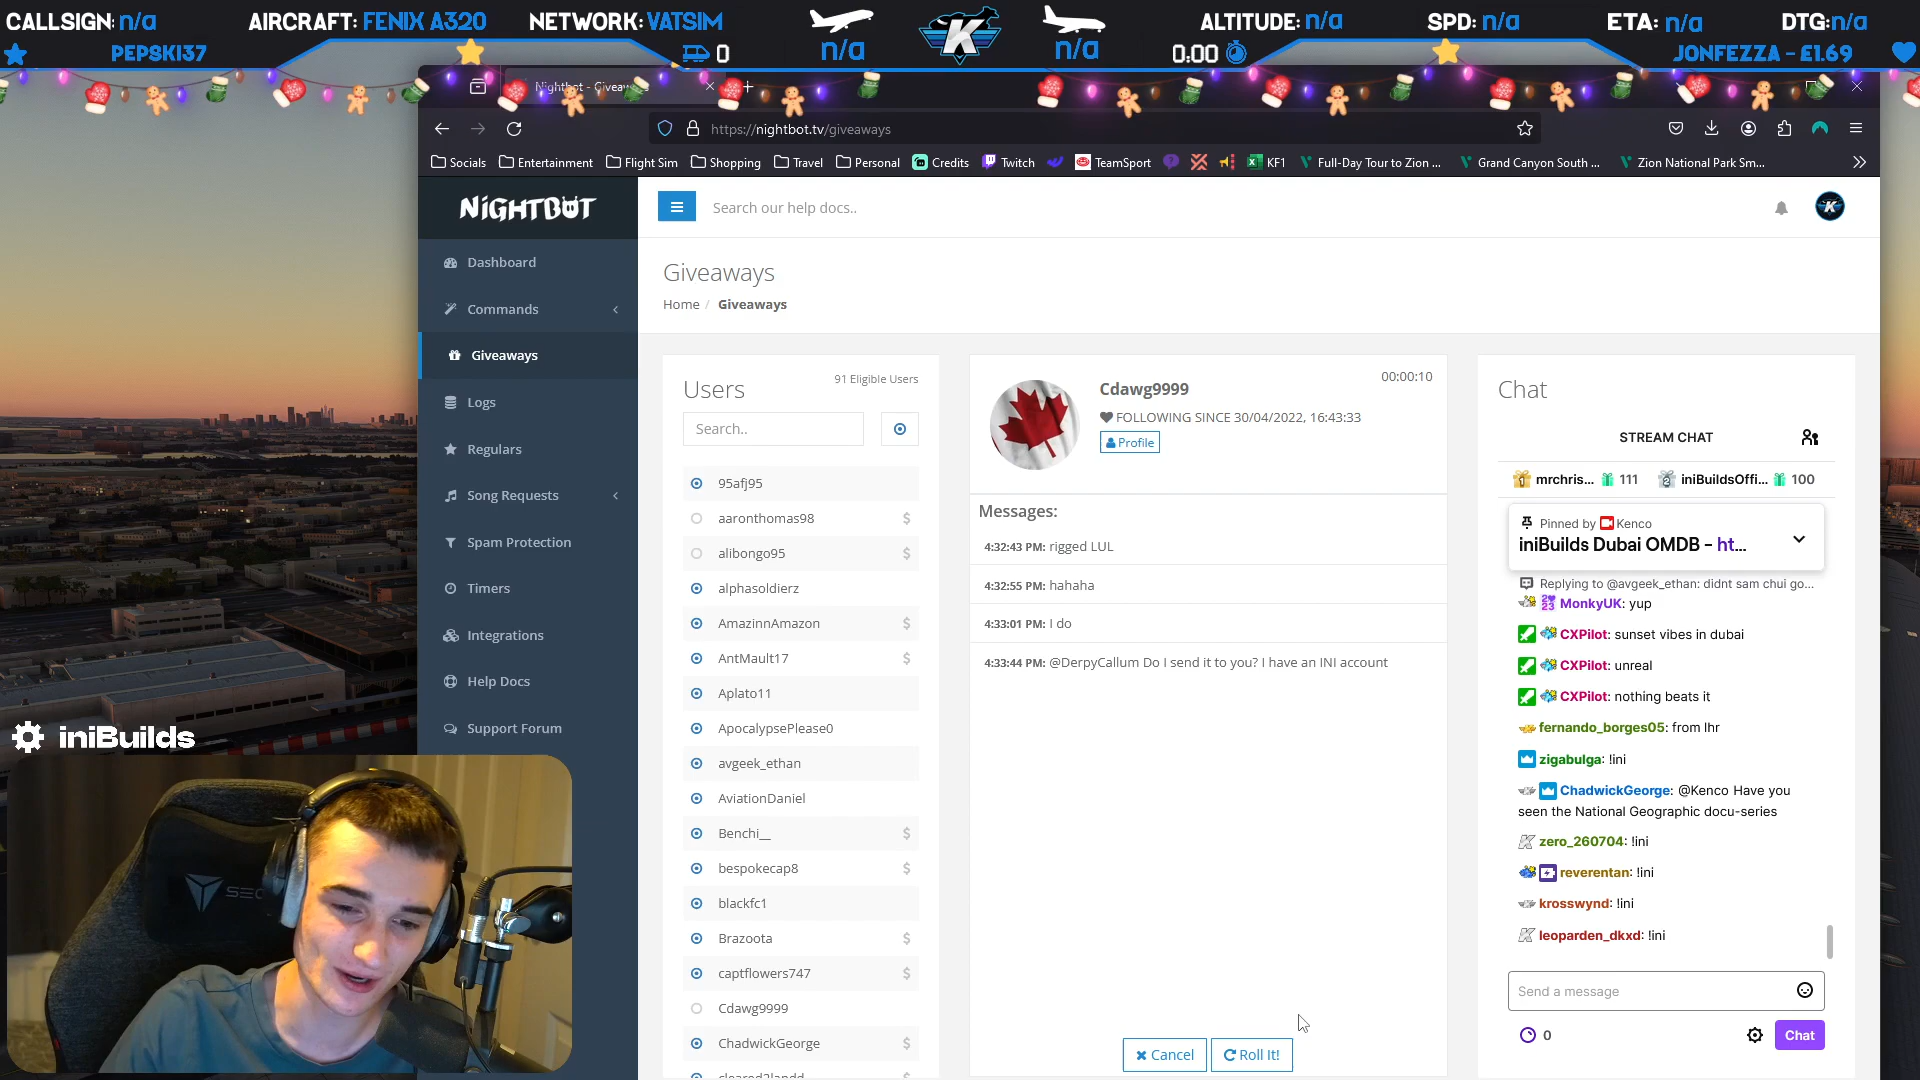 CALLSIGN: n/a
AIRCRAFT: FENIX A320
NETWORK: VATSIM
n/a
K
n/a
ALTITUDE: n/a
SPD: n/a
ETA: n/a
DTG:n/a
PEPSKI37
0
0:00
JONFEZZA - £1.69
Nightbot - Giveaw
https://nightbot.tv/giveaways
Socials
Entertainment
Flight Sim
Shopping
Travel
Personal
Credits
Twitch
TeamSport
KF1
Full-Day Tour to Zion ...
Grand Canyon South ...
Zion National Park Sm...
NIGHTBOT
Search our help docs..
K
Dashboard
Commands
Giveaways
Logs
Regulars
Song Requests
Spam Protection
Timers
Integrations
Help Docs
Support Forum
Giveaways
Home / Giveaways
Users
91 Eligible Users
Search..
95afj95
aaronthomas98 $
alibongo95 $
alphasoldierz
AmazinnAmazon $
AntMault17 $
Aplato11
ApocalypsePlease0
avgeek_ethan
AviationDaniel
Benchi__ $
bespokecap8 $
blackfc1
Brazoota $
captflowers747 $
Cdawg9999
ChadwickGeorge $
00:00:10
Cdawg9999
FOLLOWING SINCE 30/04/2022, 16:43:33
Profile
Messages:
4:32:43 PM: rigged LUL
4:32:55 PM: hahaha
4:33:01 PM: I do
4:33:44 PM: @DerpyCallum Do I send it to you? I have an INI account
Cancel
Roll It!
Chat
STREAM CHAT
1 mrchris... 111 2 iniBuildsOffi... 100
Pinned by Kenco
iniBuilds Dubai OMDB - ht...
Replying to @avgeek_ethan: didnt sam chui go...
MonkyUK: yup
CXPilot: sunset vibes in dubai
CXPilot: unreal
CXPilot: nothing beats it
fernando_borges05: from lhr
zigabulga: !ini
ChadwickGeorge: @Kenco Have you
seen the National Geographic docu-series
zero_260704: !ini
reverentan: !ini
krosswynd: !ini
leoparden_dkxd: !ini
Send a message
0
Chat
iniBuilds